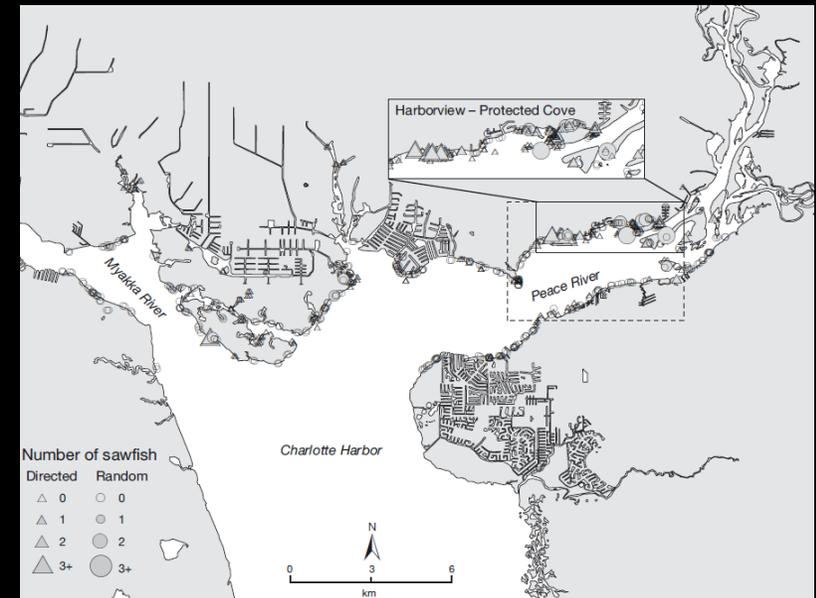 Harborview – Protected Cove
Myakka River
Peace River
Charlotte Harbor
Number of sawfish
Directed Random
0 0
1 1
2 2
3+ 3+
N
0 3 6
km